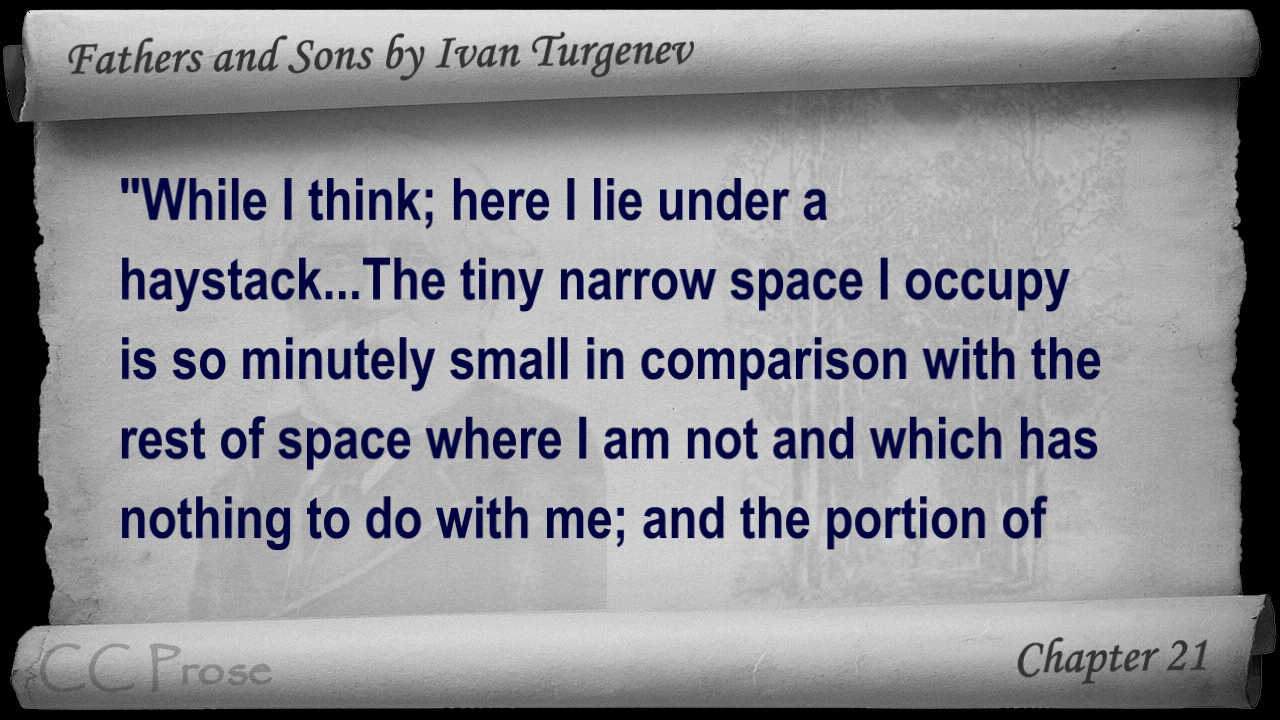 Fathers and Sons by Ivan Turgenev
"While I think; here I lie under a
haystack...The tiny narrow space I occupy
is so minutely small in comparison with the
rest of space where I am not and which has
nothing to do with me; and the portion of
CC Prose
Chapter 21